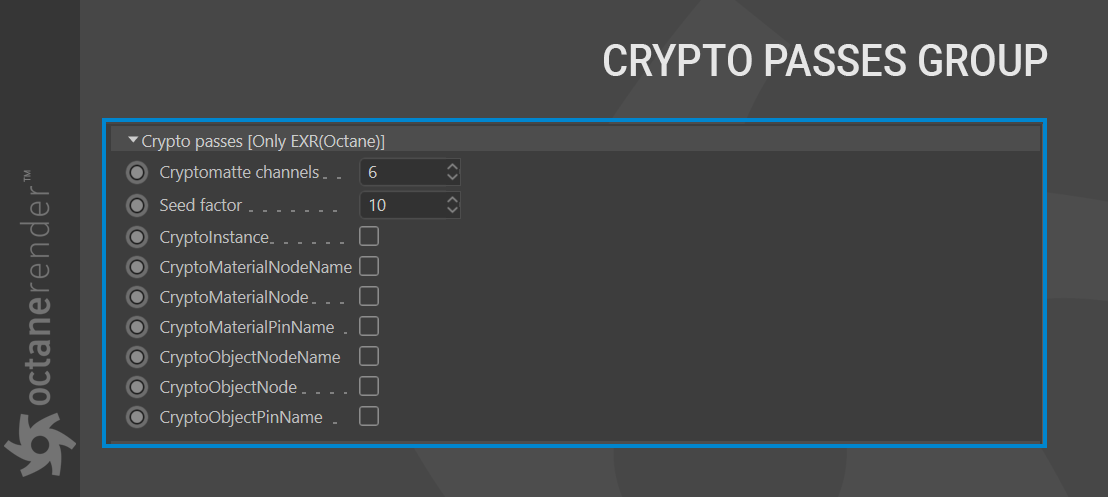 CRYPTO PASSES GROUP
Crypto passes [Only EXR(Octane)]
Cryptomatte channels . . 6
Seed factor . . . . . . . 10
CryptoInstance. . . . . .
CryptoMaterialNodeName
CryptoMaterialNode . . .
CryptoMaterialPinName .
CryptoObjectNodeName
CryptoObjectNode . . . .
CryptoObjectPinName .
octanerender™